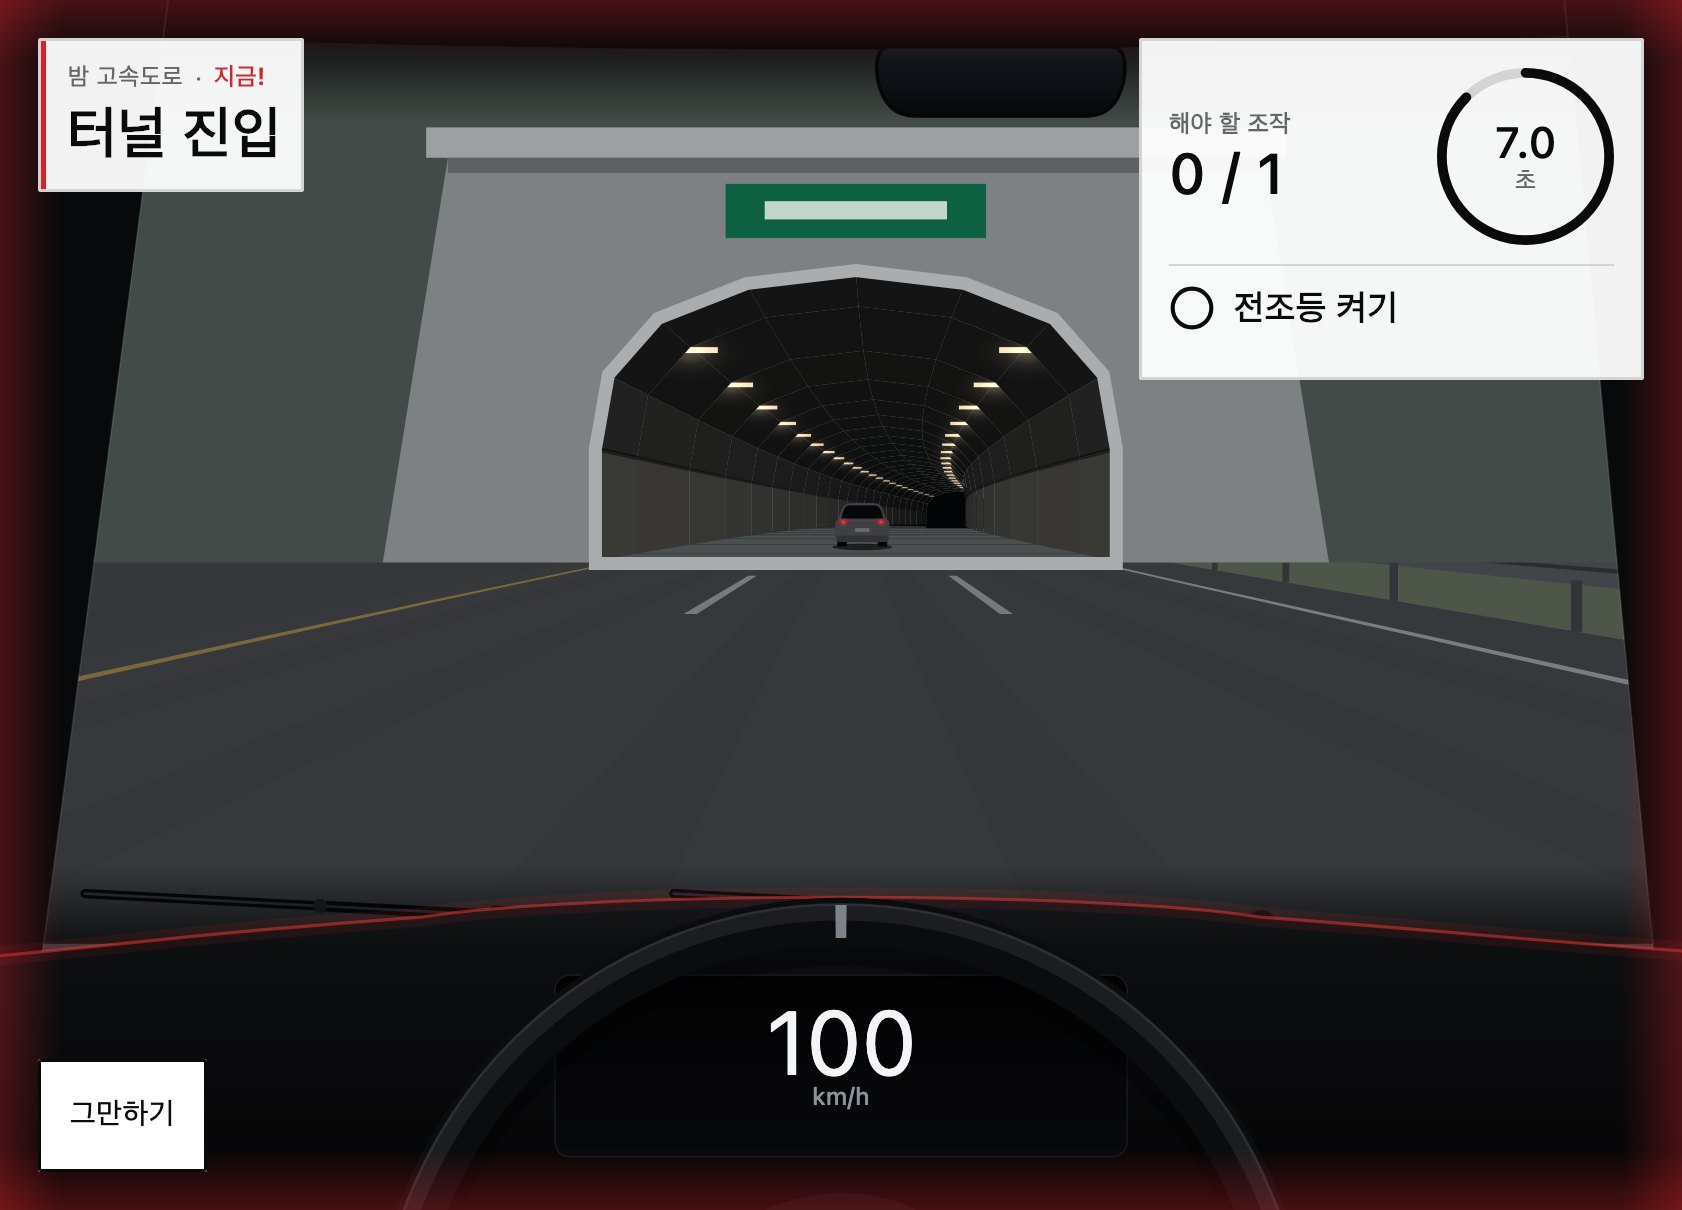 밤 고속도로 · 지금!
터널 진입
해야 할 조작
0 / 1
7.0
초
전조등 켜기
100
km/h
그만하기